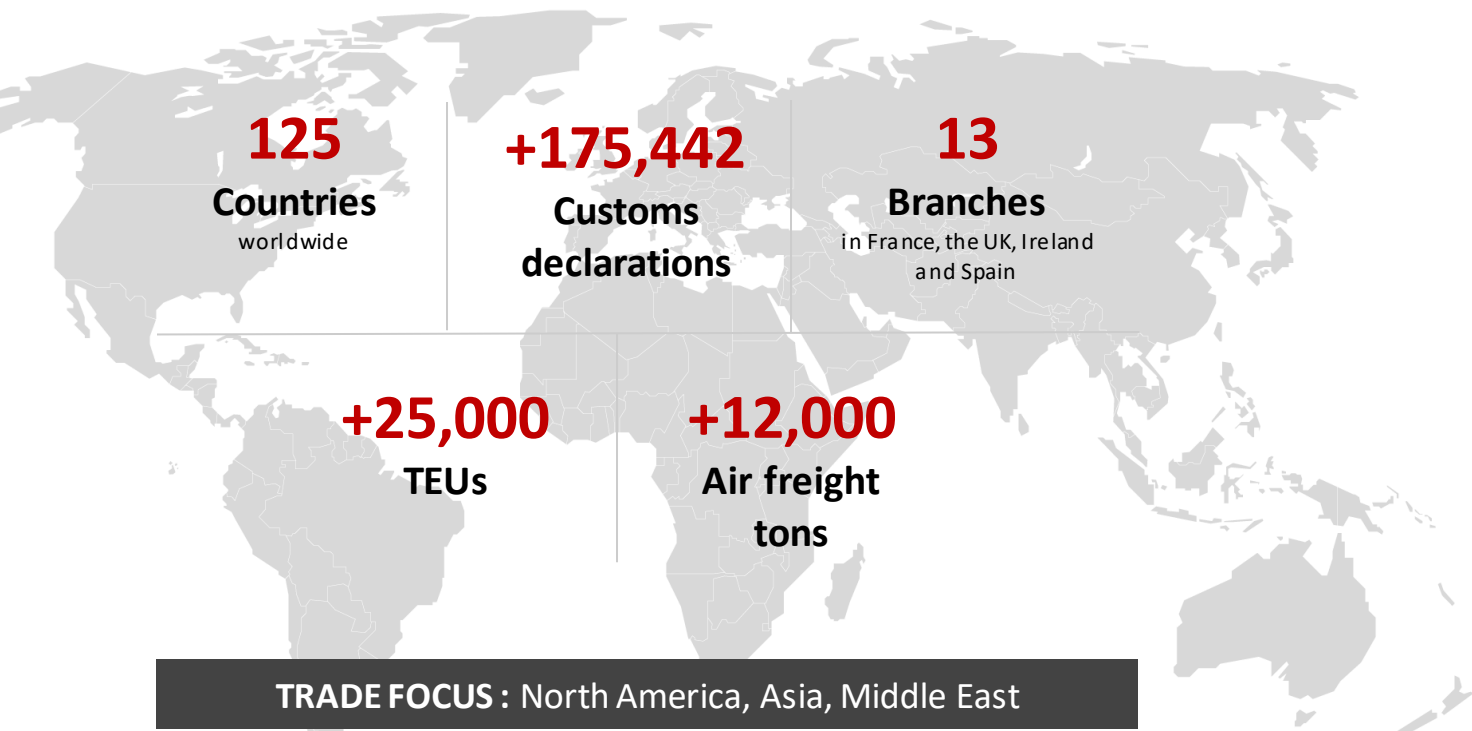 125
Countries
worldwide
+175,442
Customs
declarations
13
Branches
in France, the UK, Ireland
and Spain
+25,000
TEUs
+12,000
Air freight
tons
TRADE FOCUS : North America, Asia, Middle East